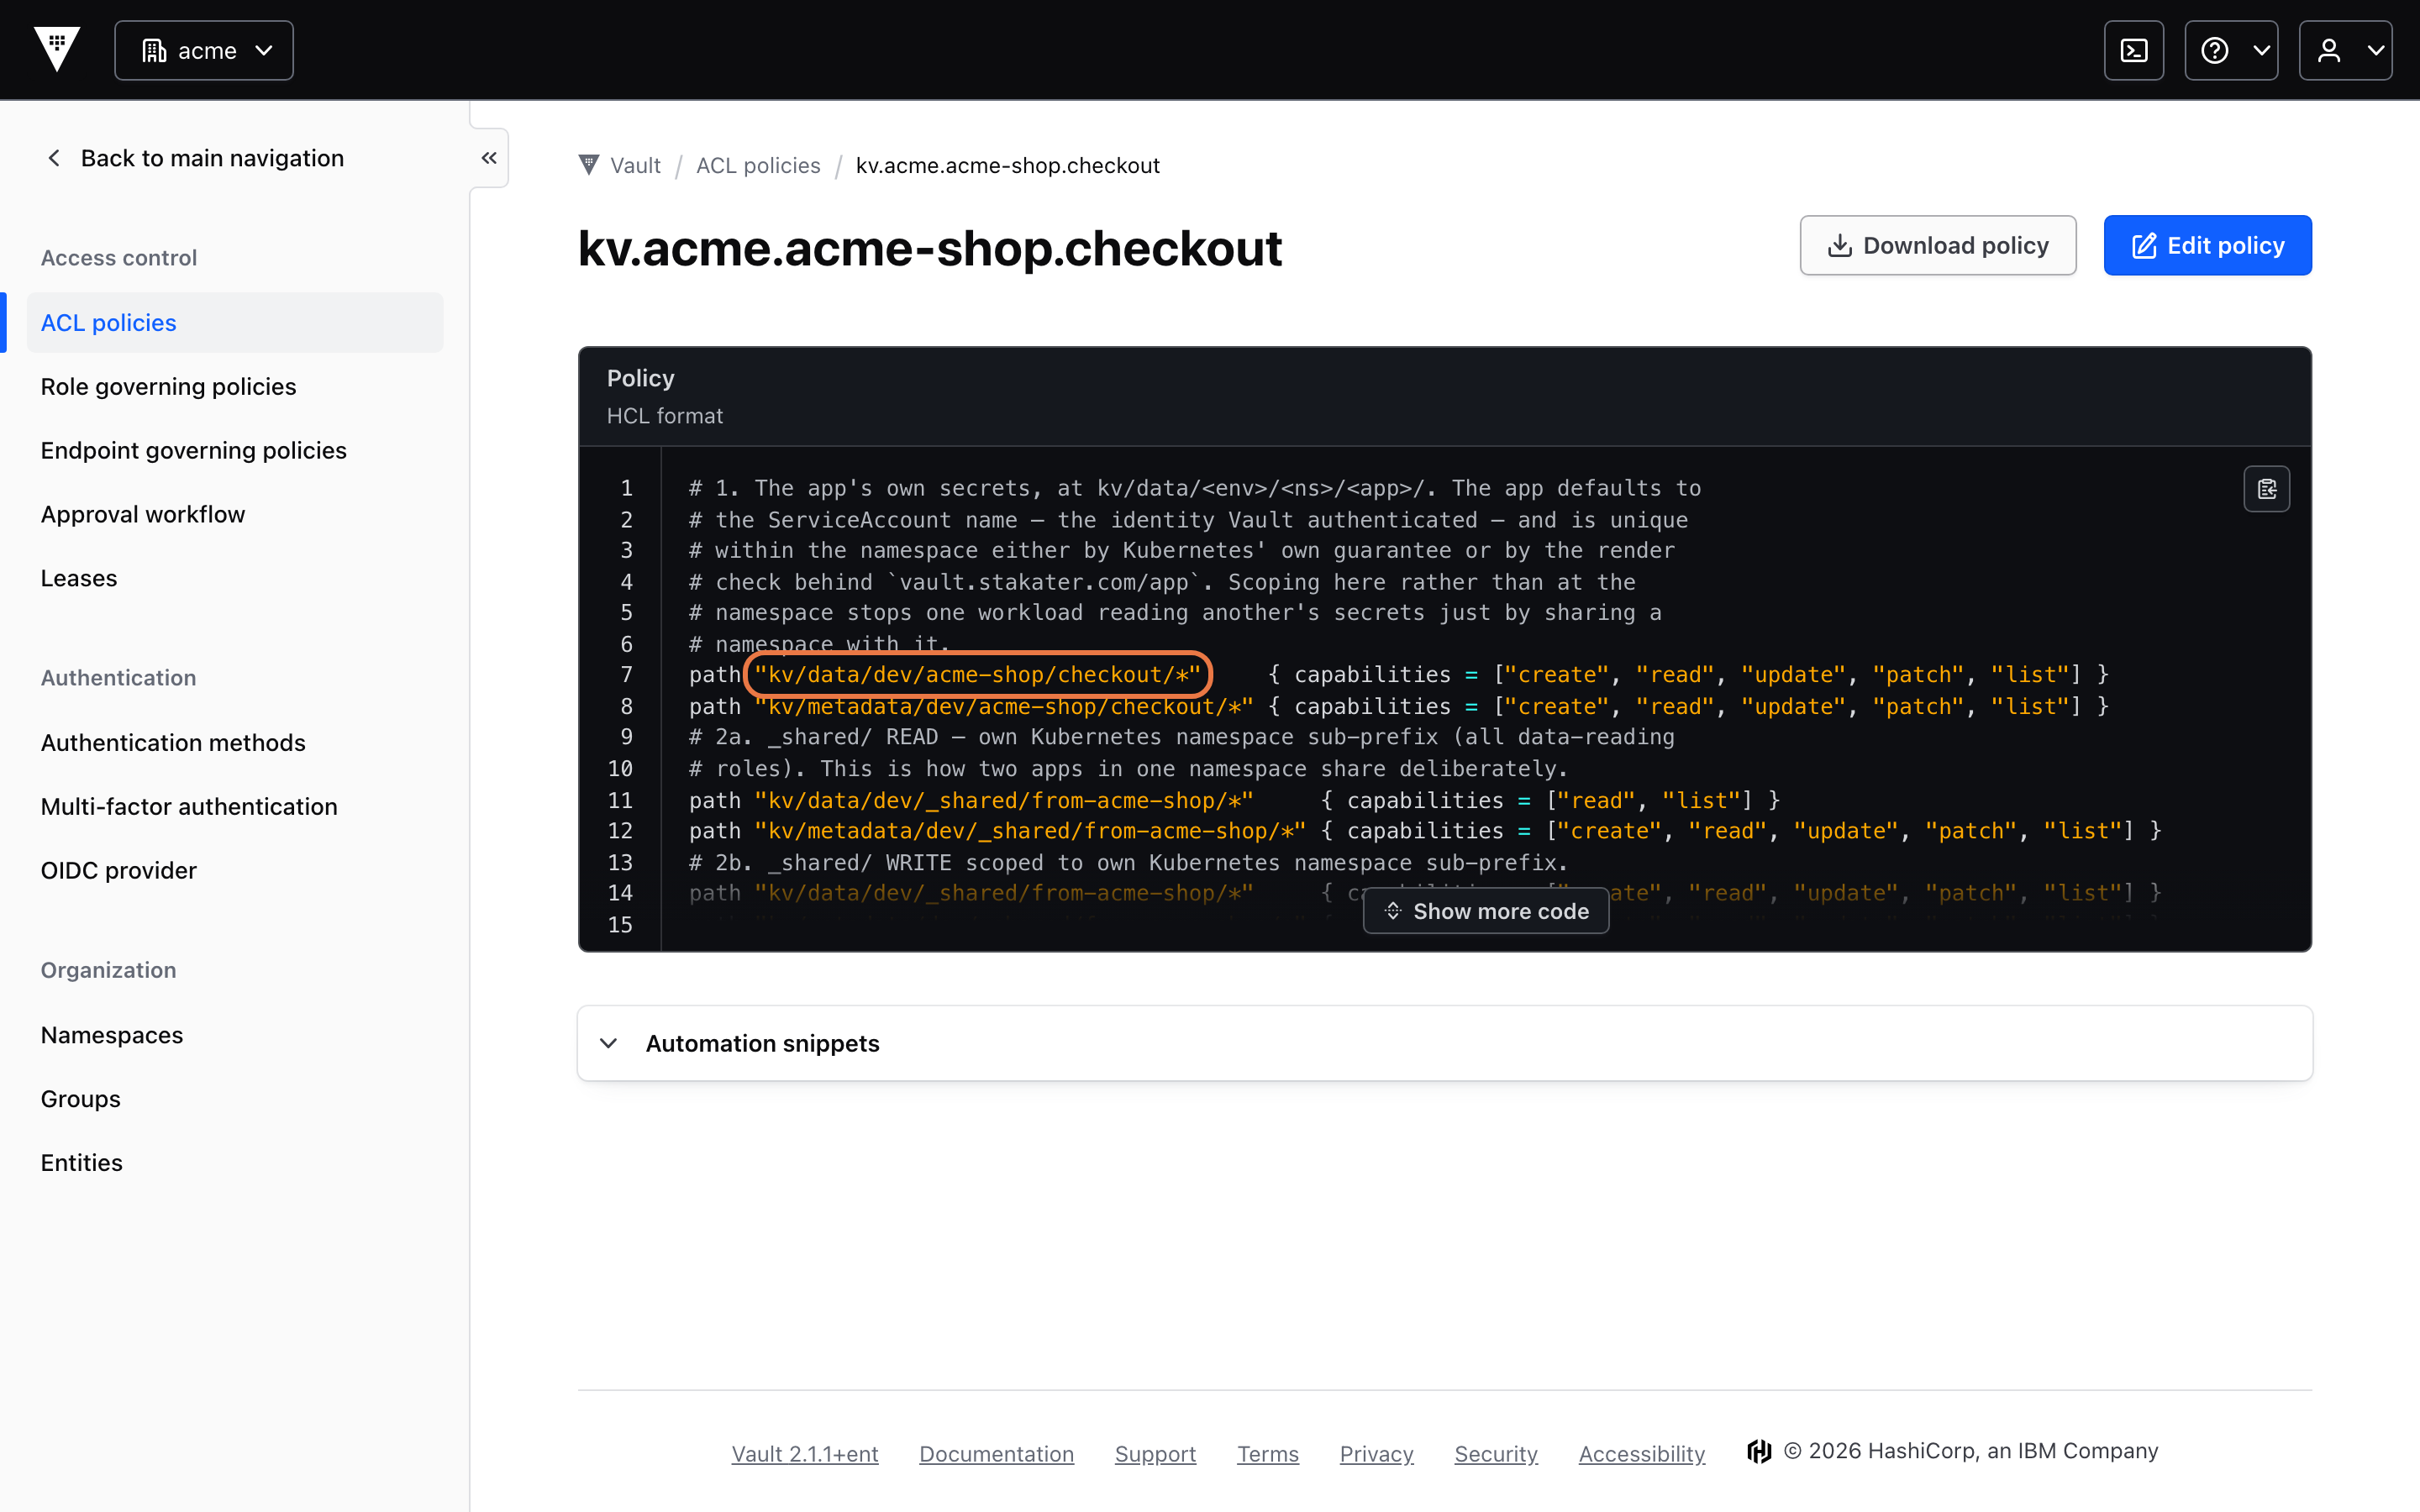 acme
Back to main navigation
Access control
ACL policies
Role governing policies
Endpoint governing policies
Approval workflow
Leases
Authentication
Authentication methods
Multi-factor authentication
OIDC provider
Organization
Namespaces
Groups
Entities
Vault / ACL policies / kv.acme.acme-shop.checkout
kv.acme.acme-shop.checkout
Download policy
Edit policy
Policy
HCL format
1 # 1. The app's own secrets, at kv/data/<env>/<ns>/<app>/. The app defaults to
2 # the ServiceAccount name — the identity Vault authenticated — and is unique
3 # within the namespace either by Kubernetes' own guarantee or by the render
4 # check behind `vault.stakater.com/app`. Scoping here rather than at the
5 # namespace stops one workload reading another's secrets just by sharing a
6 # namespace with it.
7 path "kv/data/dev/acme-shop/checkout/*" { capabilities = ["create", "read", "update", "patch", "list"] }
8 path "kv/metadata/dev/acme-shop/checkout/*" { capabilities = ["create", "read", "update", "patch", "list"] }
9 # 2a. _shared/ READ — own Kubernetes namespace sub-prefix (all data-reading
10 # roles). This is how two apps in one namespace share deliberately.
11 path "kv/data/dev/_shared/from-acme-shop/*" { capabilities = ["read", "list"] }
12 path "kv/metadata/dev/_shared/from-acme-shop/*" { capabilities = ["create", "read", "update", "patch", "list"] }
13 # 2b. _shared/ WRITE scoped to own Kubernetes namespace sub-prefix.
14 path "kv/data/dev/_shared/from-acme-shop/*" { "read", "update", "patch", "list"] }
Show more code
15
Automation snippets
Vault 2.1.1+ent Documentation Support Terms Privacy Security Accessibility © 2026 HashiCorp, an IBM Company